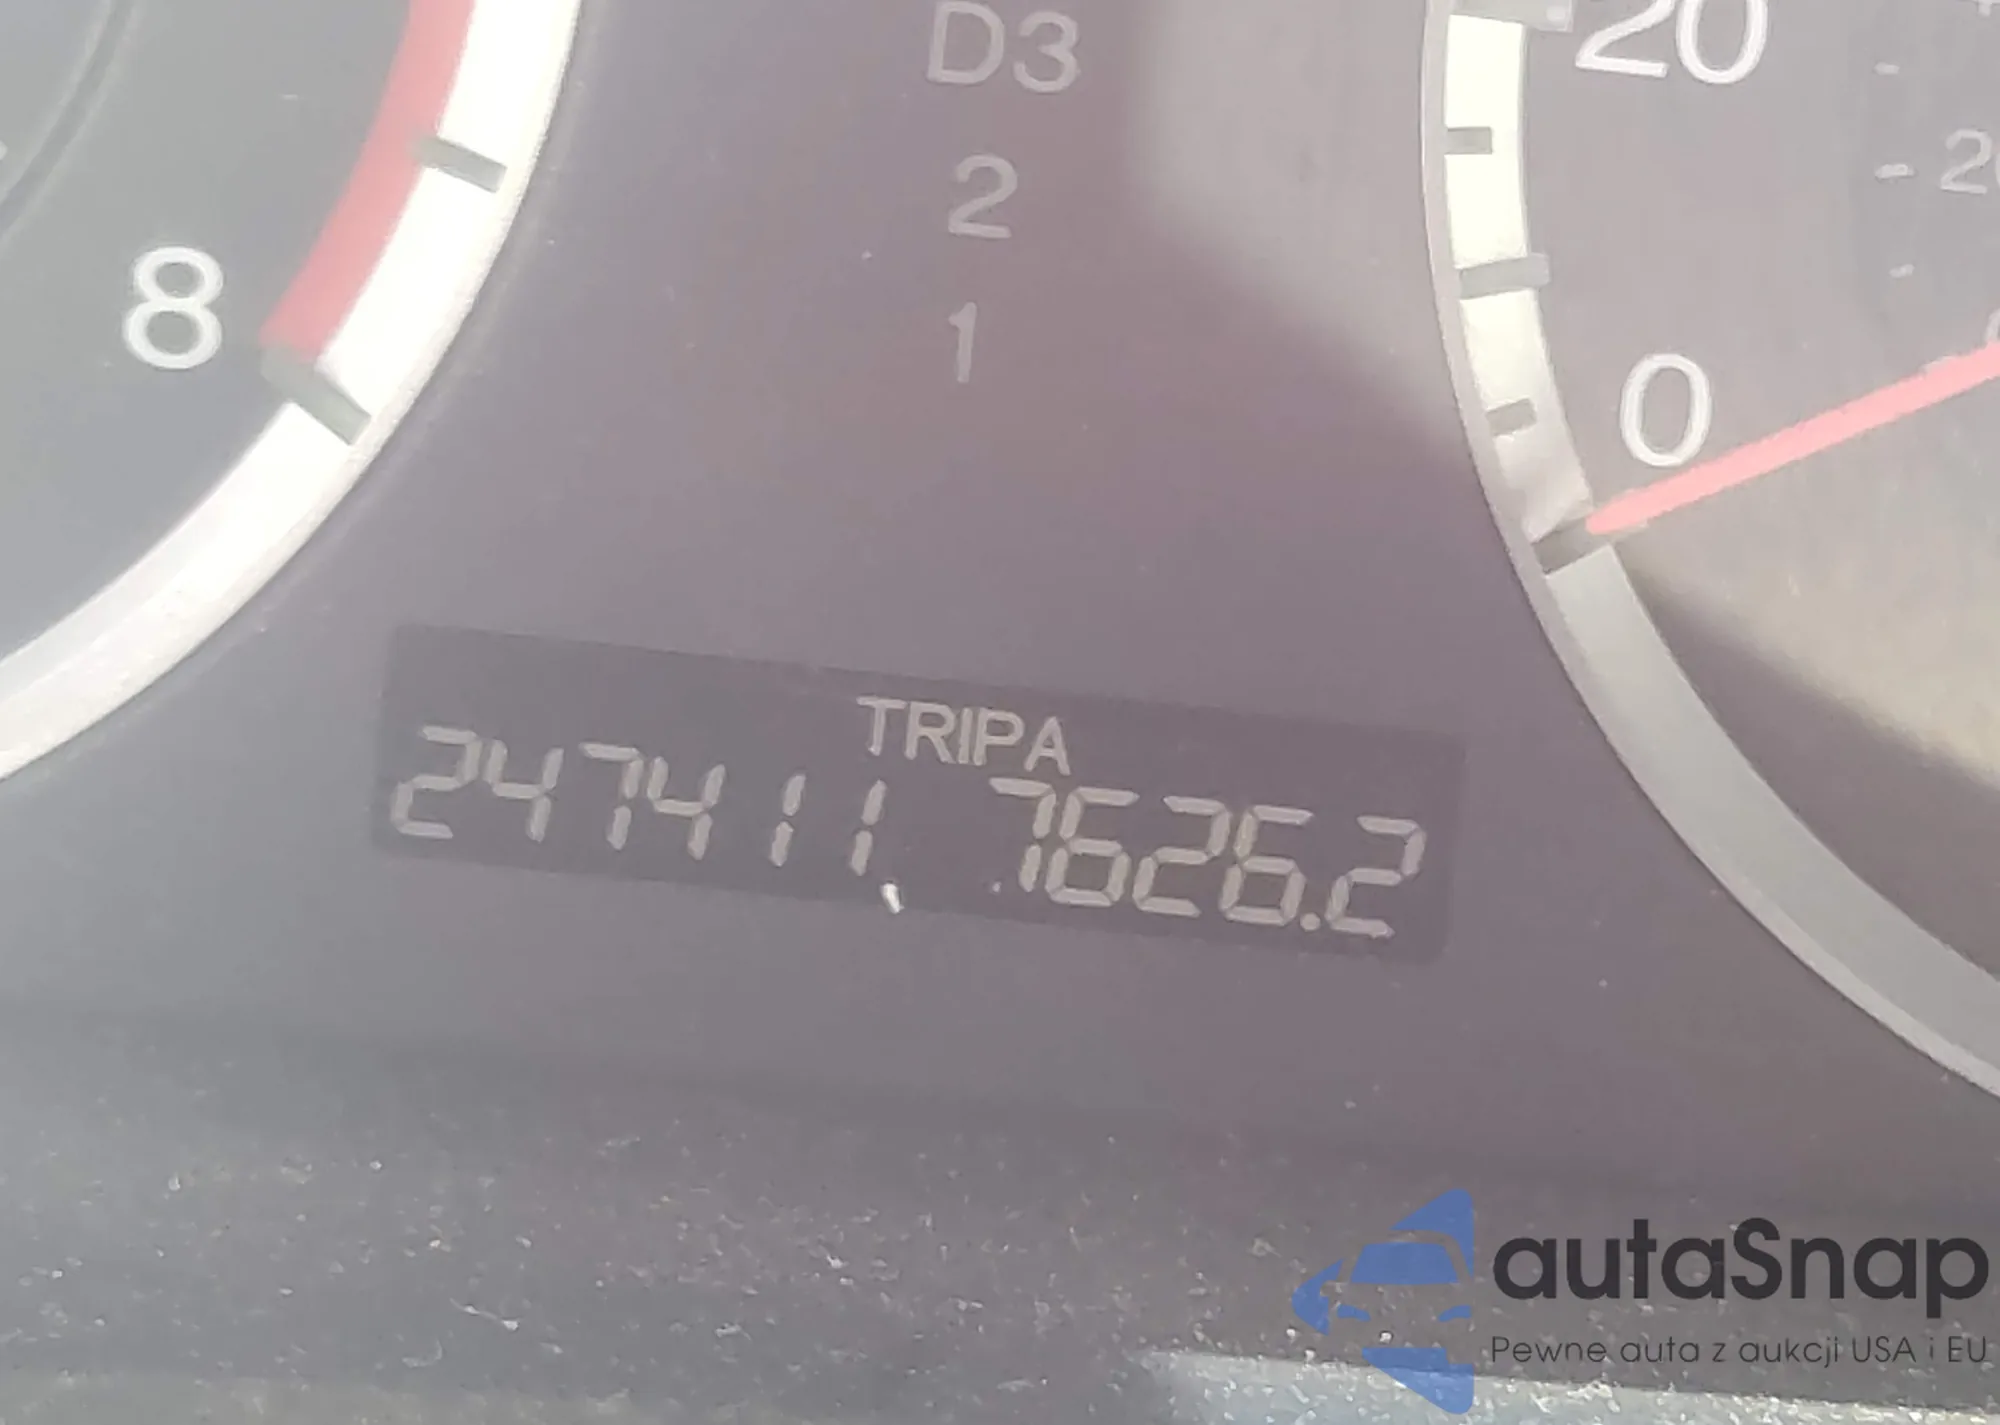 D3
20
2
8
1
0
TRIPA
247411 7626.2
autaSnap
Pewne auta z aukcji USA i EU